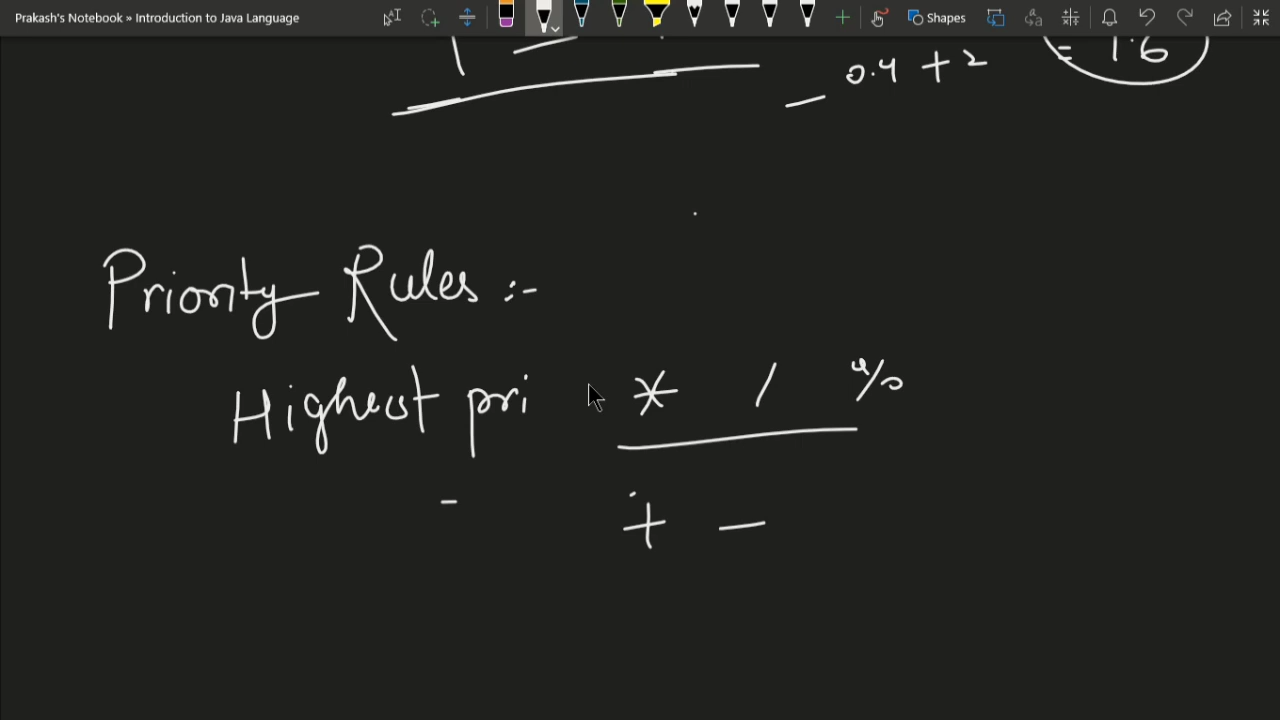 Prakash's Notebook » Introduction to Java Language
Shapes
= 1.6
- 0.4 + 2
Priority Rules :-
Highest pri * / %
- + -